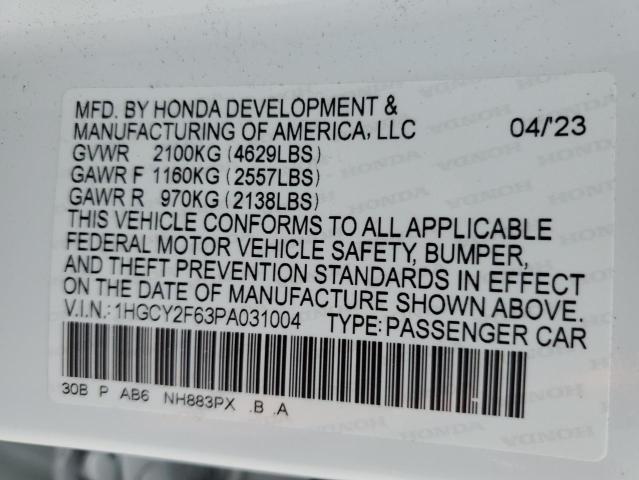 MFD. BY HONDA DEVELOPMENT &
MANUFACTURING OF AMERICA, LLC 04/'23
GVWR 2100KG (4629LBS)
GAWR F 1160KG (2557LBS)
GAWR R 970KG (2138LBS)
THIS VEHICLE CONFORMS TO ALL APPLICABLE
FEDERAL MOTOR VEHICLE SAFETY, BUMPER,
AND THEFT PREVENTION STANDARDS IN EFFECT
ON THE DATE OF MANUFACTURE SHOWN ABOVE.
V.I.N.: 1HGCY2F63PA031004 TYPE: PASSENGER CAR
30B P AB6 NH883PX .B .A